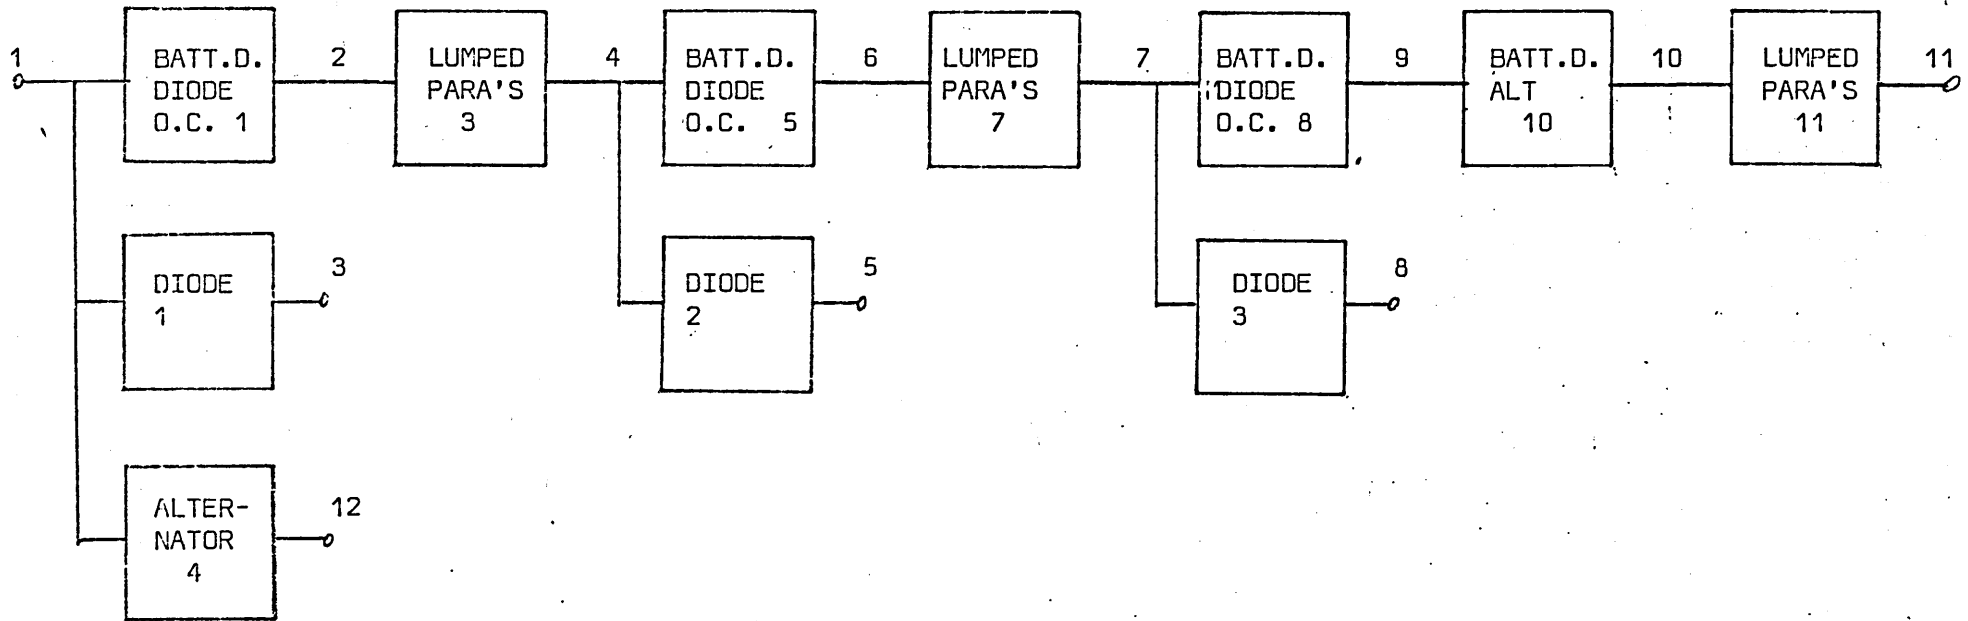 1
BATT.D.
DIODE
O.C. 1
2
LUMPED
PARA'S
3
4
BATT.D.
DIODE
O.C. 5
6
LUMPED
PARA'S
7
7
BATT.D.
DIODE
O.C. 8
9
BATT.D.
ALT
10
10
LUMPED
PARA'S
11
11
DIODE
1
3
DIODE
2
5
DIODE
3
8
ALTER-
NATOR
4
12